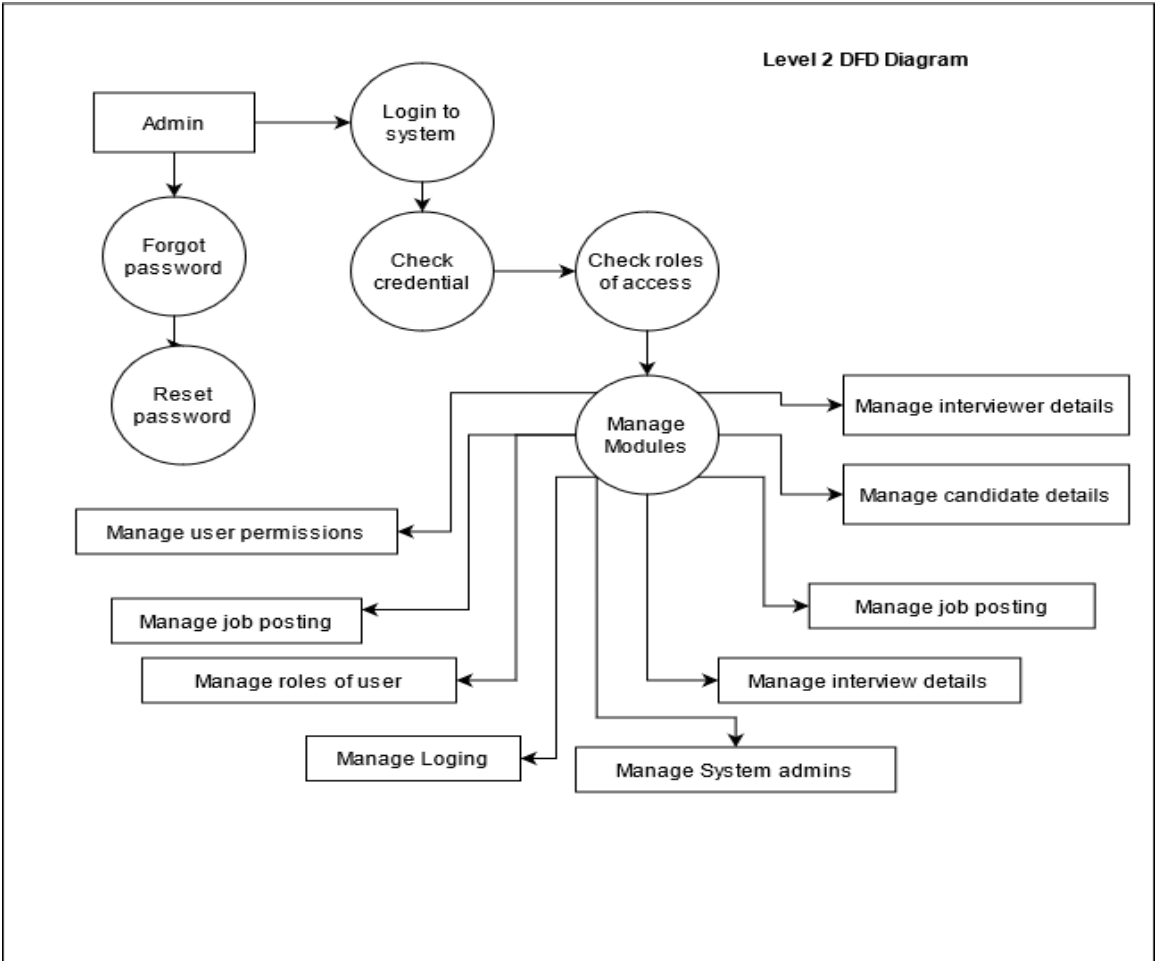 Level 2 DFD Diagram
Admin
Login to
system
Forgot
password
Check
credential
Check roles
of access
Reset
password
Manage
Modules
Manage interviewer details
Manage candidate details
Manage user permissions
Manage job posting
Manage job posting
Manage roles of user
Manage interview details
Manage Loging
Manage System admins